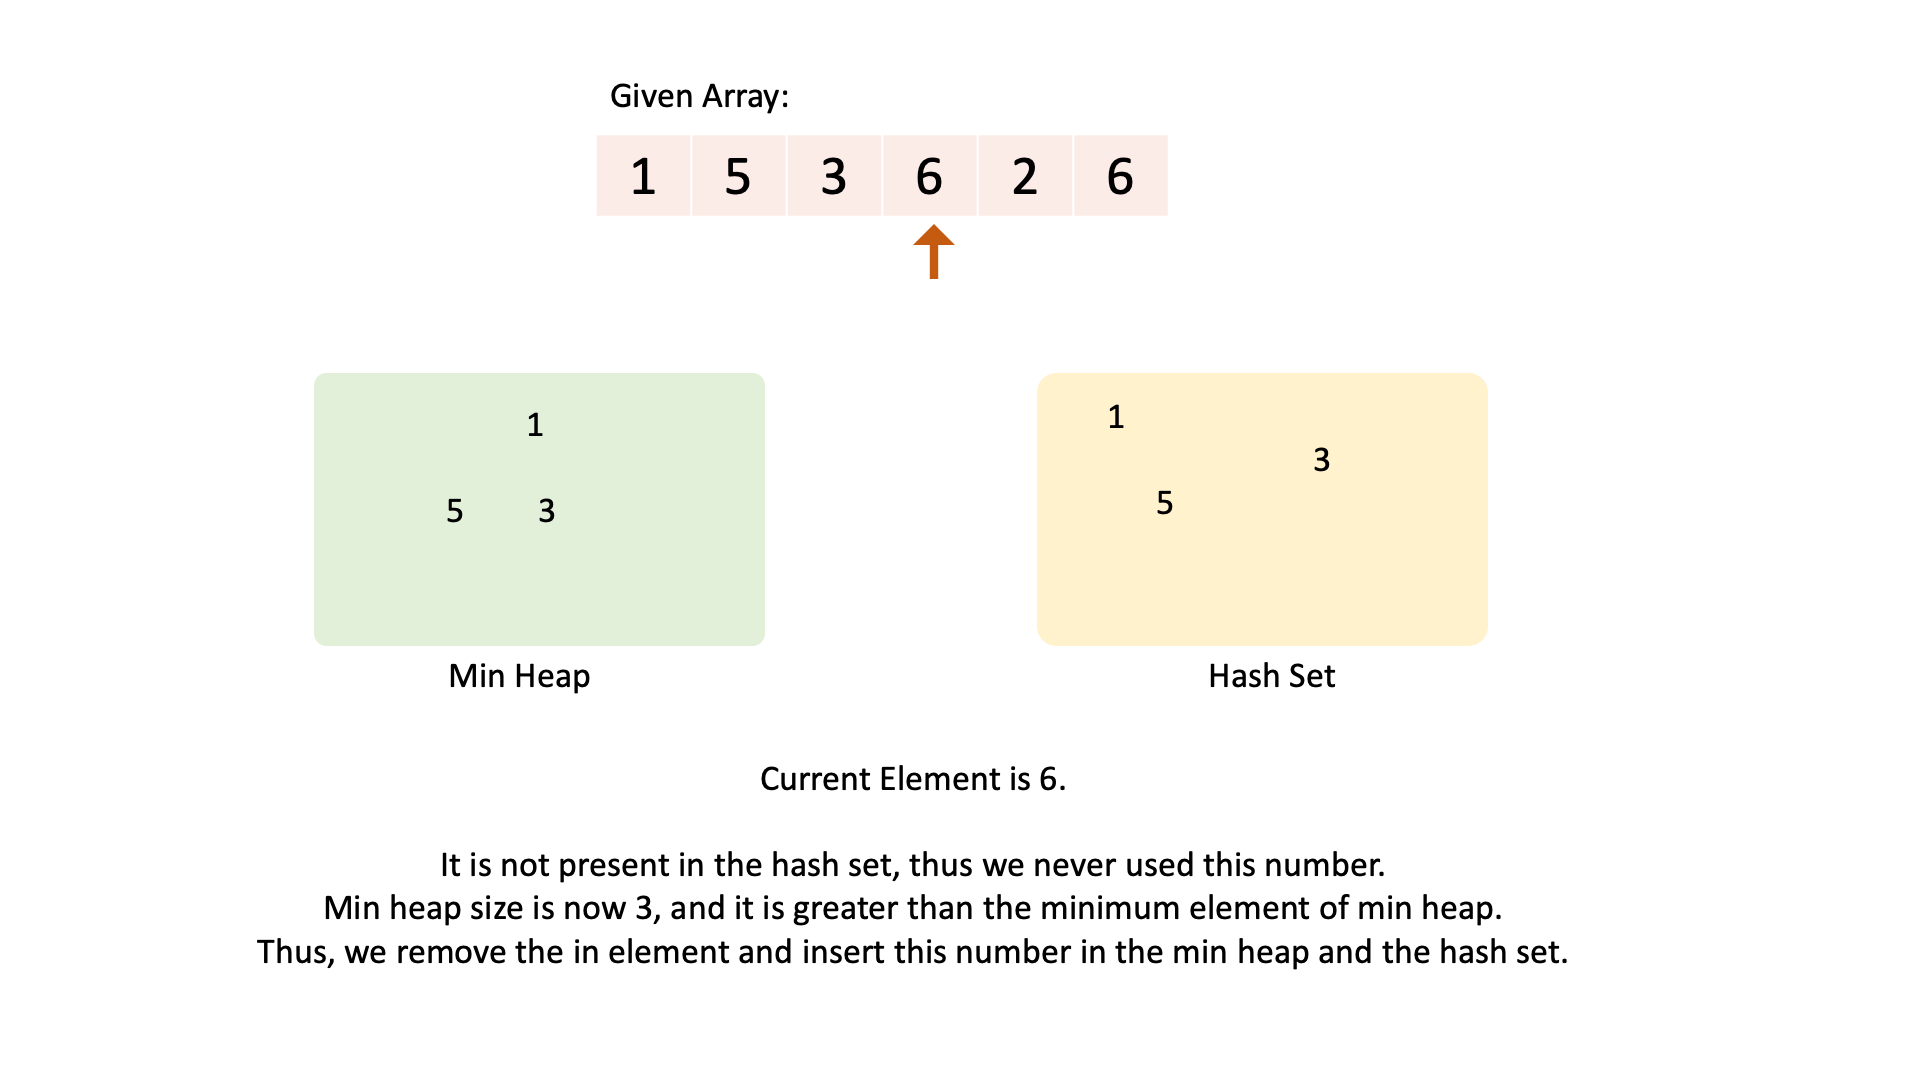 Given Array:
1 5 3 6 2 6
1
5 3
1
3
5
Min Heap
Hash Set
Current Element is 6.
It is not present in the hash set, thus we never used this number.
Min heap size is now 3, and it is greater than the minimum element of min heap.
Thus, we remove the in element and insert this number in the min heap and the hash set.